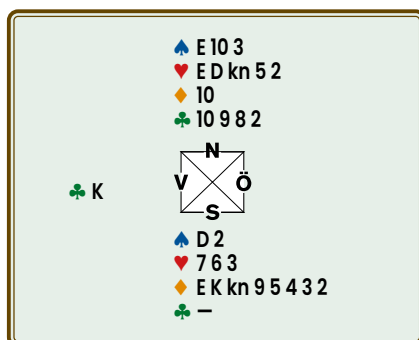 ♠ E 10 3
♥ E D kn 5 2
♦ 10
♣ 10 9 8 2
N
♣ K
V Ö
S
♠ D 2
♥ 7 6 3
♦ E K kn 9 5 4 3 2
♣ –